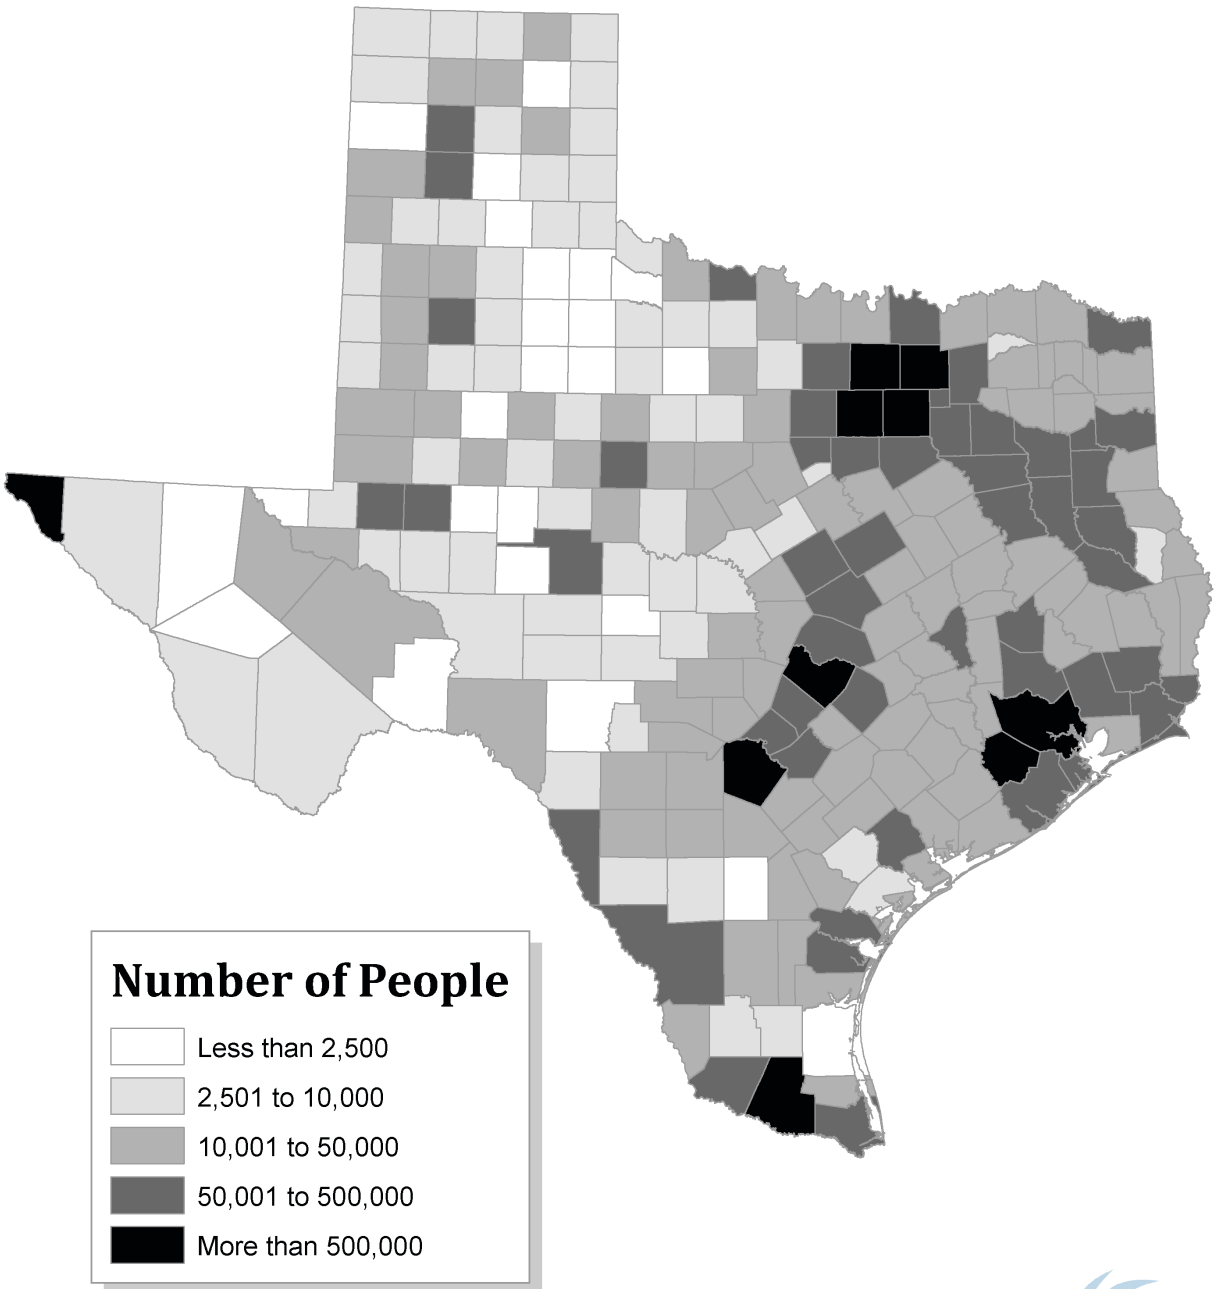 Number of People
Less than 2,500
2,501 to 10,000
10,001 to 50,000
50,001 to 500,000
More than 500,000